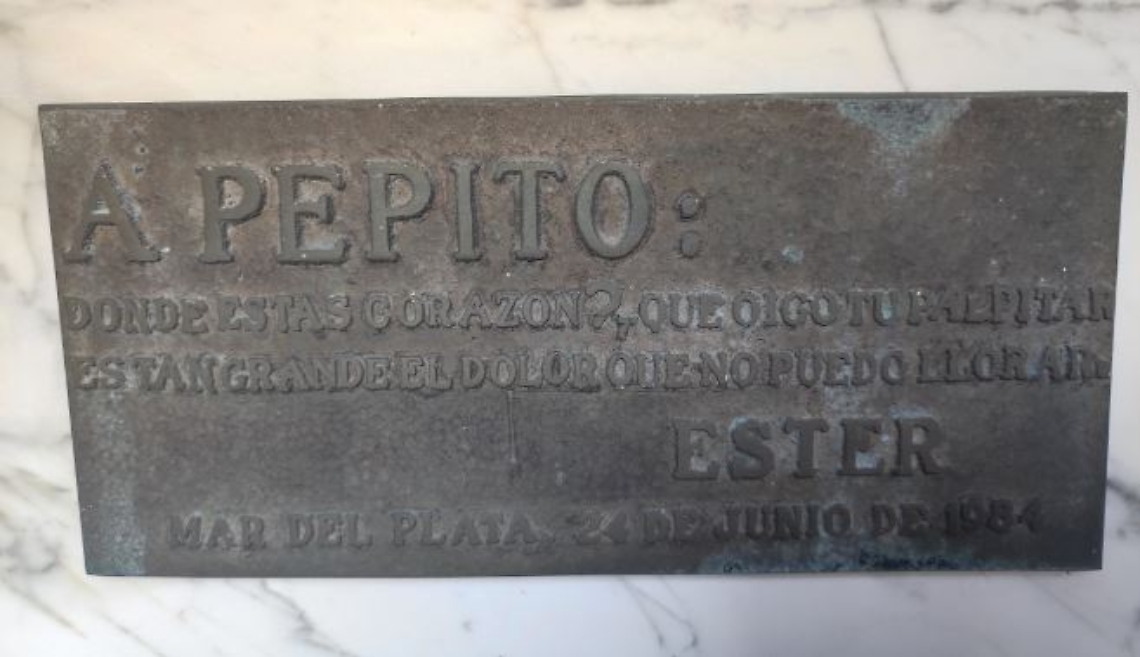 A PEPITO:
DONDE ESTAS CORAZON?, QUE OIGO TU PALPITAR
ES TAN GRANDE EL DOLOR QUE NO PUEDO LLORAR.
ESTER
MAR DEL PLATA, 24 DE JUNIO DE 1984